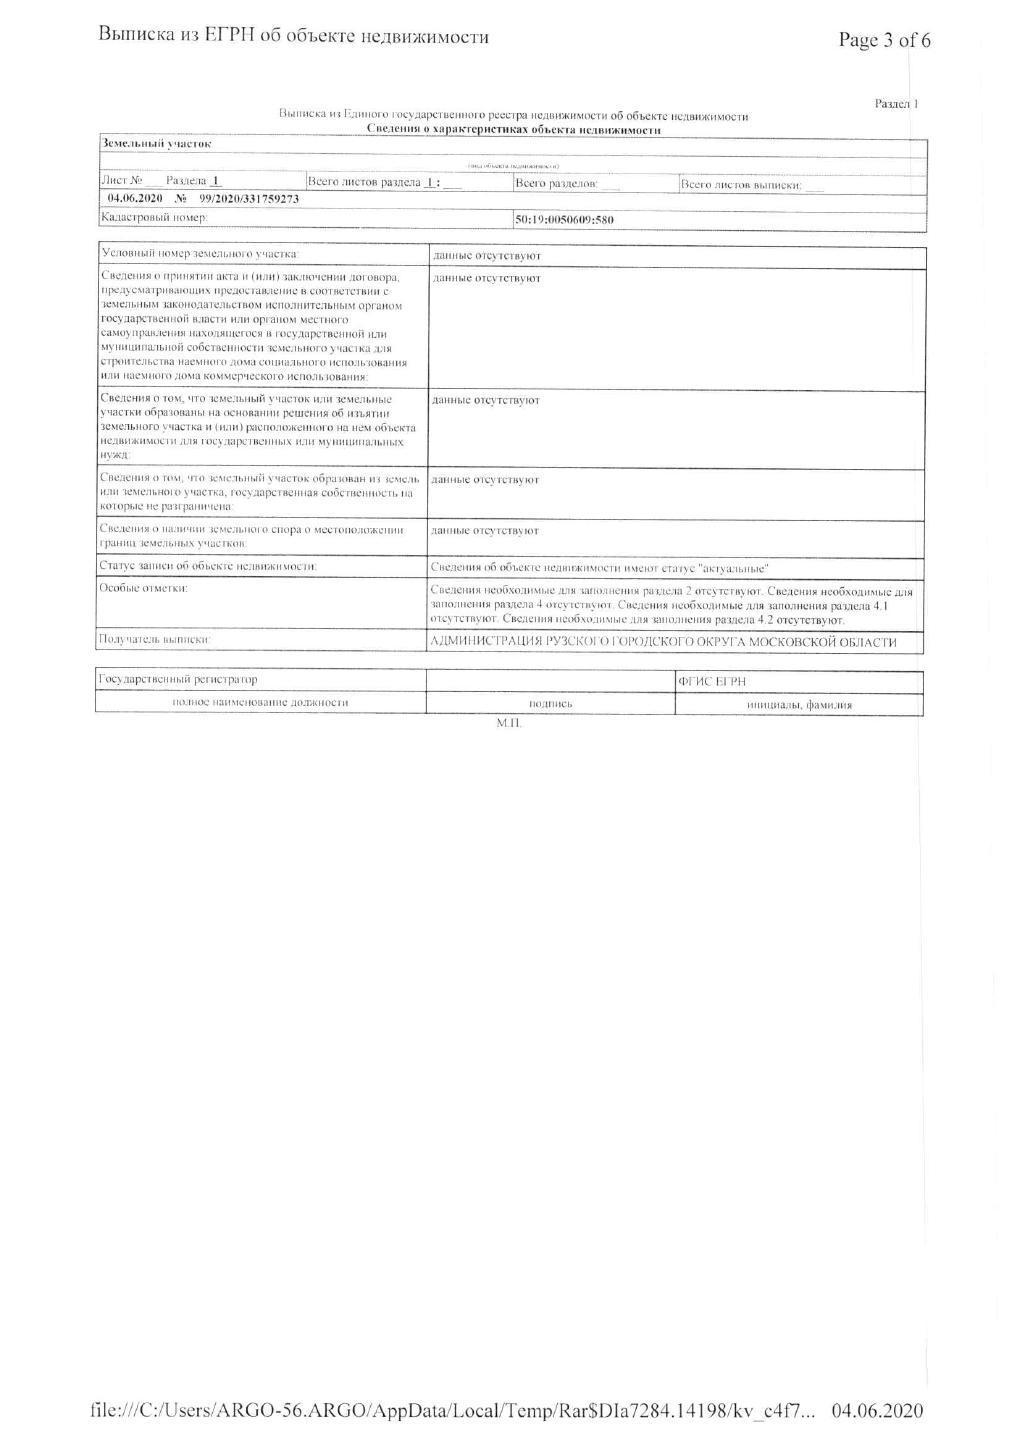 Выписка из ЕГРН об объекте недвижимости
Page 3 of 6
Раздел 1
Выписка из Единого государственного реестра недвижимости об объекте недвижимости
Сведения о характеристиках объекта недвижимости
Земельный участок
(вид объекта недвижимости)
Лист № ___ Раздела 1
Всего листов раздела 1 : ___
Всего разделов: ___
Всего листов выписки: ___
04.06.2020 № 99/2020/331759273
Кадастровый номер:
50:19:0050609:580
Условный номер земельного участка:
данные отсутствуют
Сведения о принятии акта и (или) заключении договора,
предусматривающих предоставление в соответствии с
земельным законодательством исполнительным органом
государственной власти или органом местного
самоуправления находящегося в государственной или
муниципальной собственности земельного участка для
строительства наемного дома социального использования
или наемного дома коммерческого использования:
данные отсутствуют
Сведения о том, что земельный участок или земельные
участки образованы на основании решения об изъятии
земельного участка и (или) расположенного на нем объекта
недвижимости для государственных или муниципальных
нужд:
данные отсутствуют
Сведения о том, что земельный участок образован из земель
или земельного участка, государственная собственность на
которые не разграничена:
данные отсутствуют
Сведения о наличии земельного спора о местоположении
границ земельных участков:
данные отсутствуют
Статус записи об объекте недвижимости:
Сведения об объекте недвижимости имеют статус "актуальные"
Особые отметки:
Сведения необходимые для заполнения раздела 2 отсутствуют. Сведения необходимые для
заполнения раздела 4 отсутствуют. Сведения необходимые для заполнения раздела 4.1
отсутствуют. Сведения необходимые для заполнения раздела 4.2 отсутствуют.
Получатель выписки:
АДМИНИСТРАЦИЯ РУЗСКОГО ГОРОДСКОГО ОКРУГА МОСКОВСКОЙ ОБЛАСТИ
Государственный регистратор
ФГИС ЕГРН
полное наименование должности
подпись
инициалы, фамилия
М.П.
file:///C:/Users/ARGO-56.ARGO/AppData/Local/Temp/Rar$DIa7284.14198/kv_c4f7... 04.06.2020